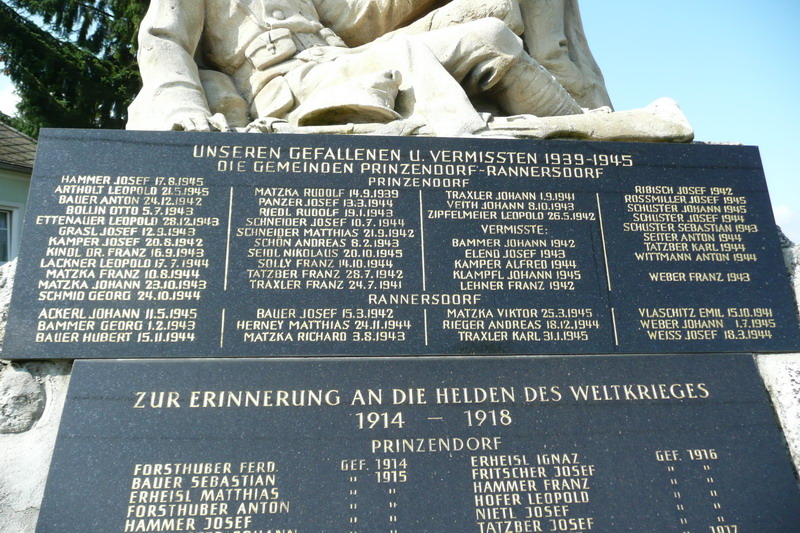 UNSEREN GEFALLENEN U. VERMISSTEN 1939-1945
DIE GEMEINDEN PRINZENDORF-RANNERSDORF
PRINZENDORF
HAMMER JOSEF 17.8.1945
ARTHOLT LEOPOLD 21.5.1945
BAUER ANTON 24.12.1942
BOLLIN OTTO 5.7.1943
ETTENAUER LEOPOLD 28.12.1943
GRASL JOSEF 12.9.1943
KAMPER JOSEF 20.8.1942
KINDL DR. FRANZ 16.9.1943
LACKNER LEOPOLD 17.7.1944
MATZKA FRANZ 10.8.1944
MATZKA JOHANN 23.10.1943
SCHMID GEORG 24.10.1944
MATZKA RUDOLF 14.9.1939
PANZER JOSEF 13.3.1944
RIEDL RUDOLF 19.1.1943
SCHNEIDER JOSEF 10.7.1944
SCHNEIDER MATTHIAS 21.9.1942
SCHÖN ANDREAS 8.2.1943
SEIDL NIKOLAUS 20.10.1945
SOLLY FRANZ 14.10.1944
TATZBER FRANZ 28.7.1942
TRAXLER FRANZ 24.7.1941
TRAXLER JOHANN 1.9.1941
VEITH JOHANN 8.10.1943
ZIPFELMEIER LEOPOLD 26.5.1942
VERMISSTE:
BAMMER JOHANN 1942
ELEND JOSEF 1943
KAMPER ALFRED 1944
KLAMPFL JOHANN 1945
LEHNER FRANZ 1942
RIBISCH JOSEF 1942
ROSSMILLER JOSEF 1945
SCHUSTER JOHANN 1945
SCHUSTER JOSEF 1944
SCHUSTER SEBASTIAN 1943
SEITER ANTON 1944
TATZBER KARL 1944
WITTMANN ANTON 1944
WEBER FRANZ 1943
RANNERSDORF
ACKERL JOHANN 11.5.1945
BAMMER GEORG 1.2.1943
BAUER HUBERT 15.11.1944
BAUER JOSEF 15.3.1942
HERNEY MATTHIAS 24.11.1944
MATZKA RICHARD 3.8.1943
MATZKA VIKTOR 25.3.1945
RIEGER ANDREAS 18.12.1944
TRAXLER KARL 31.1.1945
VLASCHITZ EMIL 15.10.1941
WEBER JOHANN 1.7.1945
WEISS JOSEF 18.3.1944
ZUR ERINNERUNG AN DIE HELDEN DES WELTKRIEGES
1914 – 1918
PRINZENDORF
FORSTHUBER FERD. GEF. 1914
BAUER SEBASTIAN " 1915
ERHEISL MATTHIAS " "
FORSTHUBER ANTON " "
HAMMER JOSEF " "
ERHEISL IGNAZ GEF. 1916
FRITSCHER JOSEF " "
HAMMER FRANZ " "
HOFER LEOPOLD " "
NIETL JOSEF " "
TATZBER JOSEF " "
1917